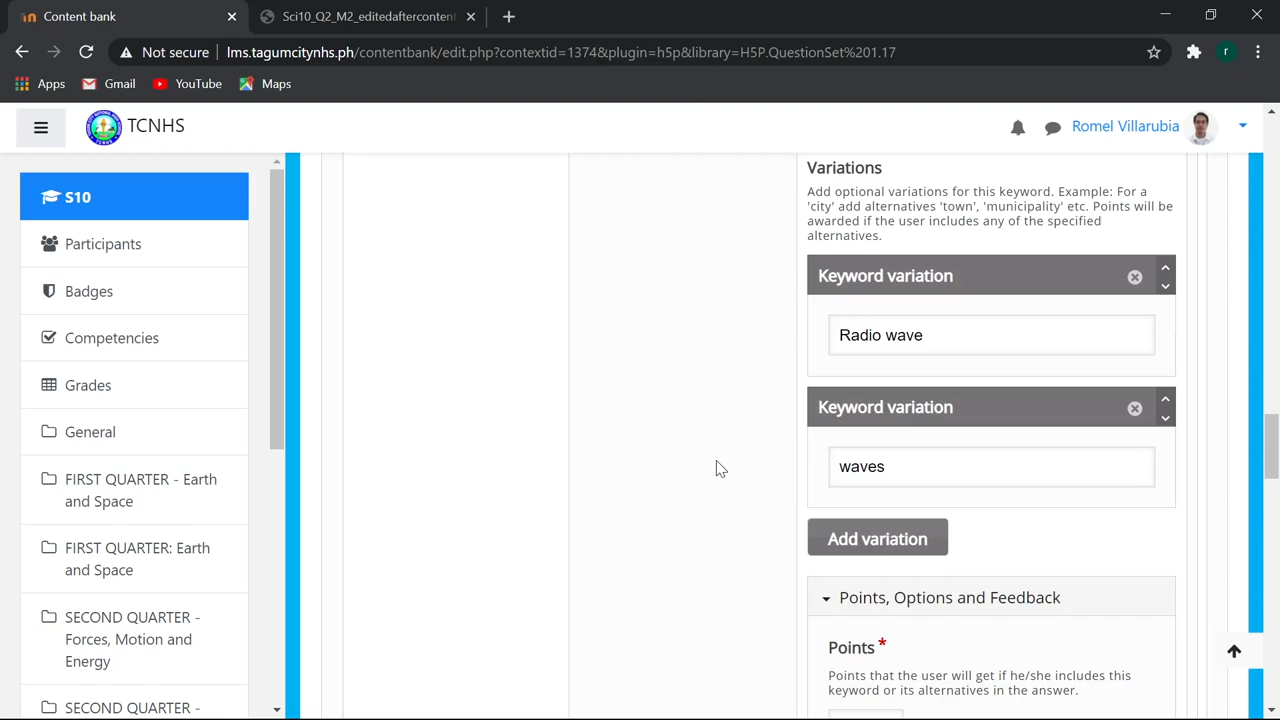 Content bank
Sci10_Q2_M2_editedaftercontent
Not secure
lms.tagumcitynhs.ph/contentbank/edit.php?contextid=1374&plugin=h5p&library=H5P.QuestionSet%201.17
r
Apps
Gmail
YouTube
Maps
TCNHS
Romel Villarubia
S10
Participants
Badges
Competencies
Grades
General
FIRST QUARTER - Earth
and Space
FIRST QUARTER: Earth
and Space
SECOND QUARTER -
Forces, Motion and
Energy
SECOND QUARTER -
Variations
Add optional variations for this keyword. Example: For a
'city' add alternatives 'town', 'municipality' etc. Points will be
awarded if the user includes any of the specified
alternatives.
Keyword variation
Radio wave
Keyword variation
waves
Add variation
Points, Options and Feedback
Points *
Points that the user will get if he/she includes this
keyword or its alternatives in the answer.